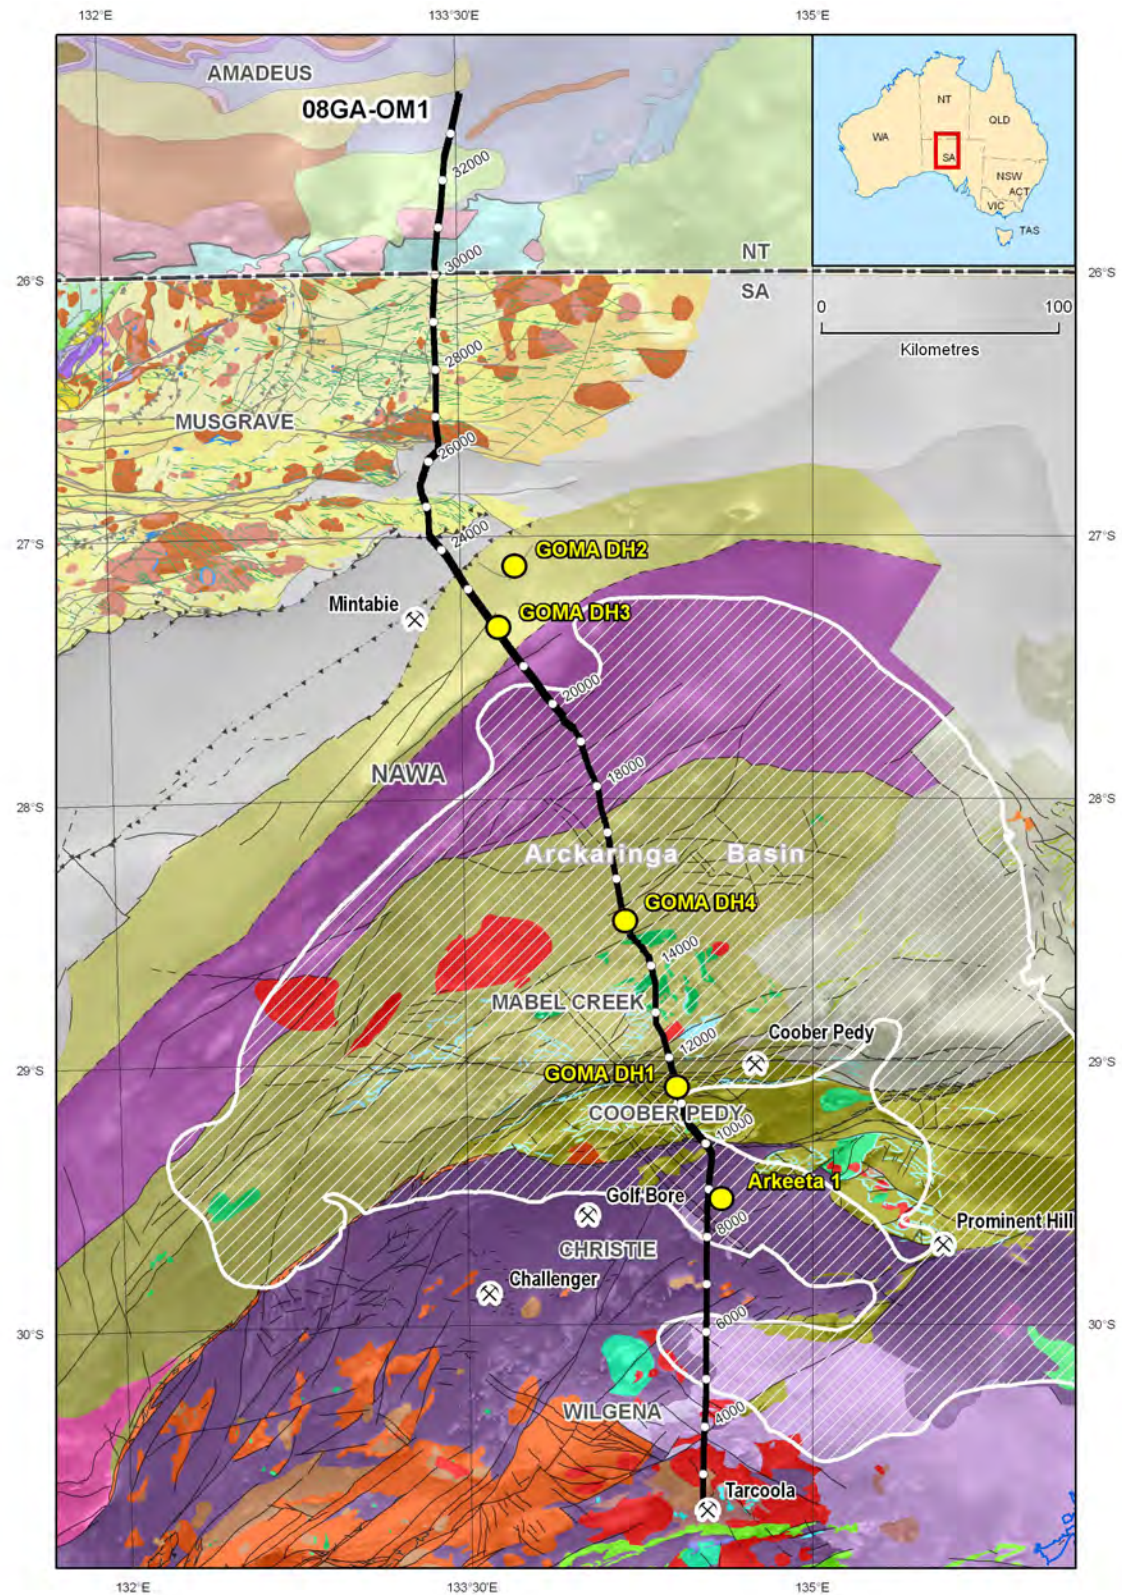 132°E
133°30'E
135°E
AMADEUS
08GA-OM1
NT
QLD
WA
SA
NSW
ACT
VIC
TAS
32000
30000
NT
26°S
26°S
SA
0
100
Kilometres
28000
MUSGRAVE
26000
27°S
27°S
24000
GOMA DH2
Mintabie
GOMA DH3
20000
NAWA
18000
28°S
28°S
Arckaringa Basin
GOMA DH4
14000
MABEL CREEK
12000
Coober Pedy
29°S
29°S
GOMA DH1
COOBER PEDY
10000
Arkeeta 1
Golf Bore
8000
Prominent Hill
CHRISTIE
Challenger
30°S
30°S
6000
WILGENA
4000
Tarcoola
132°E
133°30'E
135°E